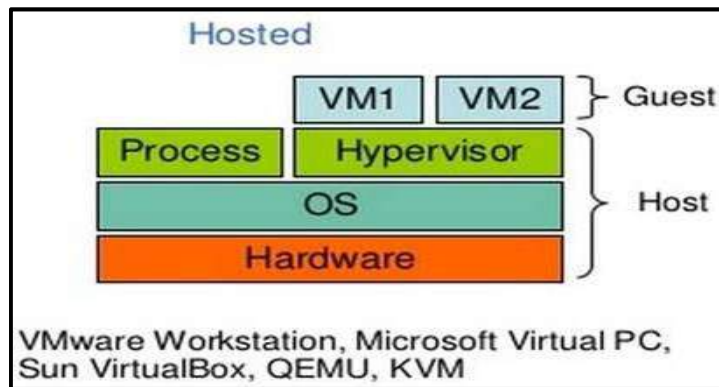 Hosted
VM1 VM2 Guest
Process Hypervisor
OS Host
Hardware
VMware Workstation, Microsoft Virtual PC,
Sun VirtualBox, QEMU, KVM